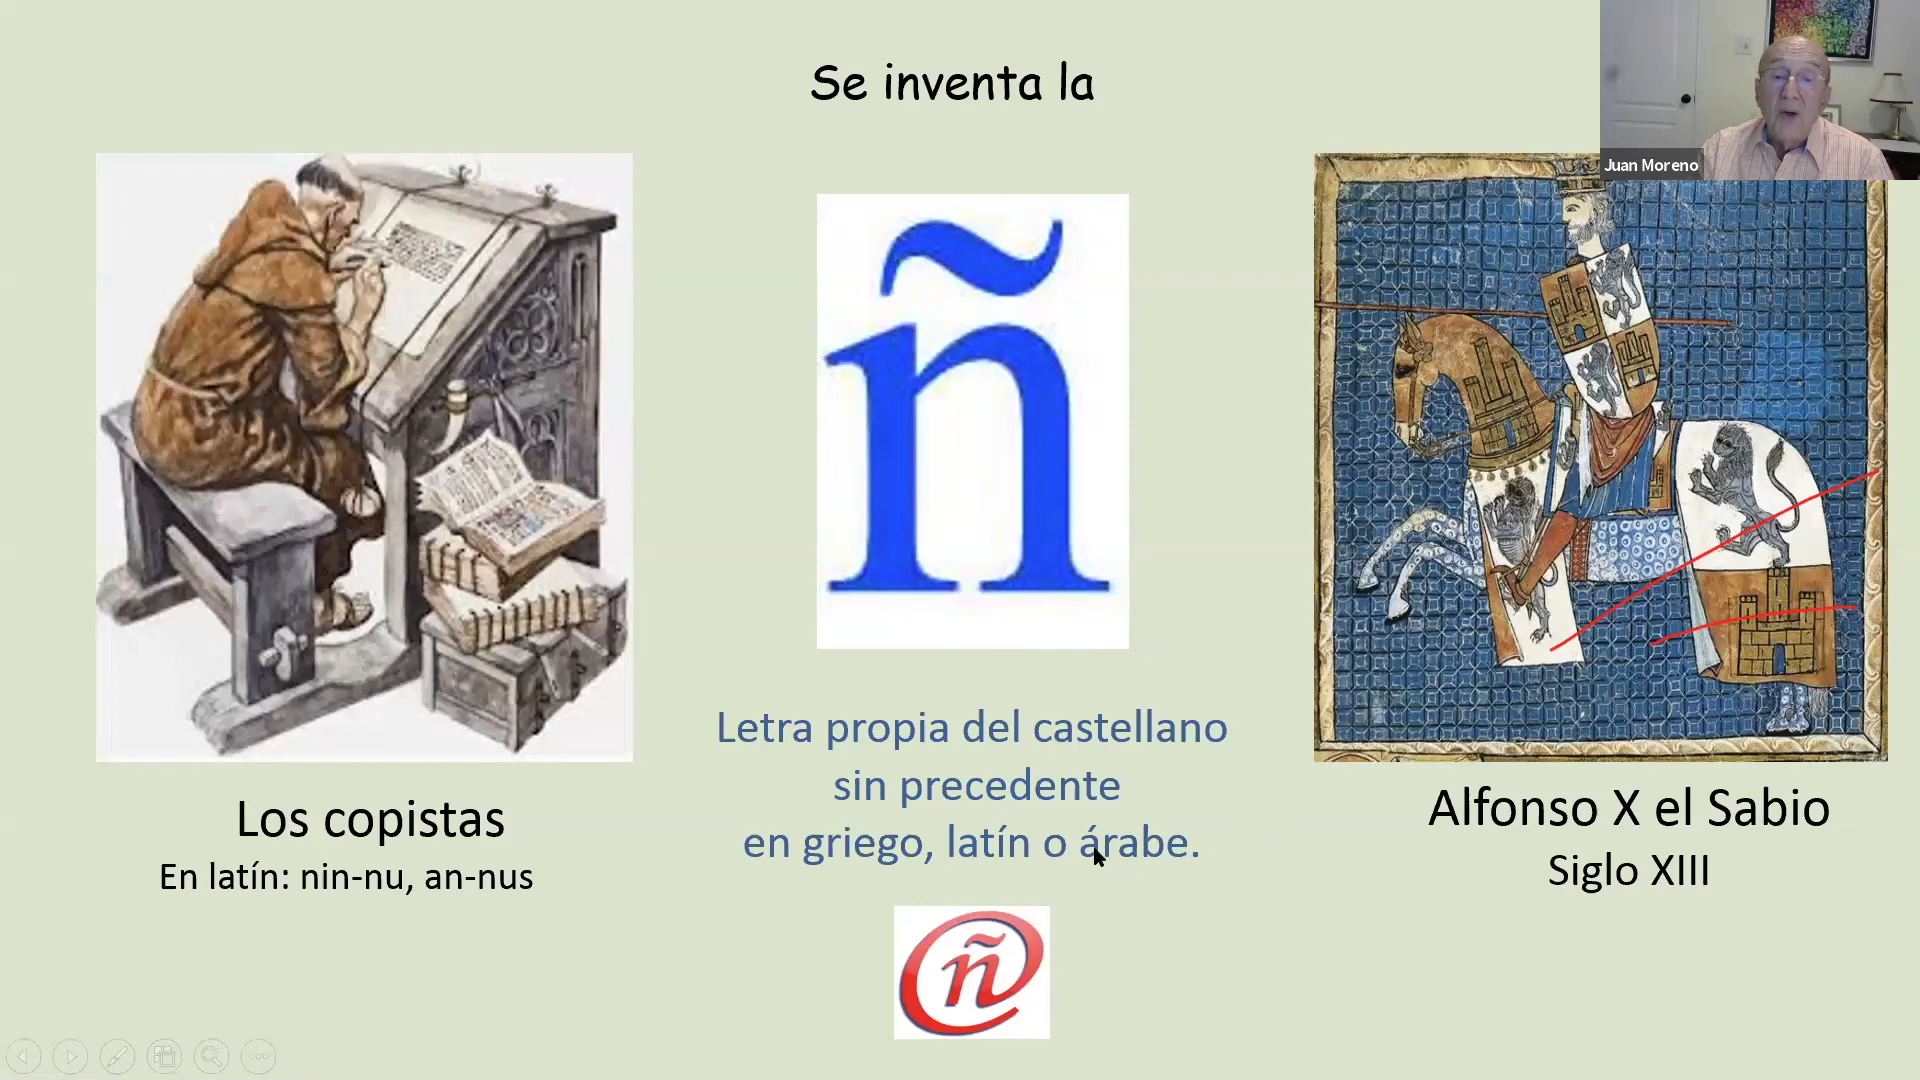 Se inventa la
Juan Moreno
ñ
Letra propia del castellano
sin precedente
en griego, latín o árabe.
Los copistas
En latín: nin-nu, an-nus
Alfonso X el Sabio
Siglo XIII
ñ